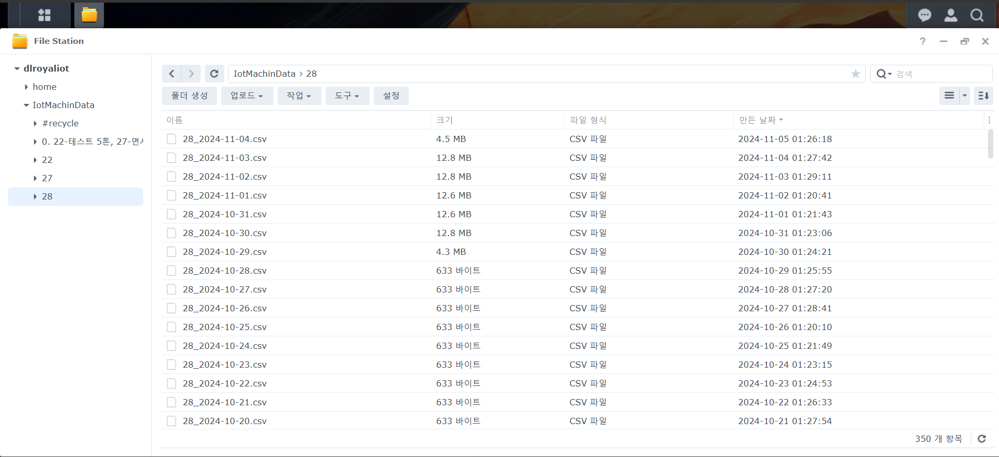 File Station
dlroyaliot
home
IotMachinData
#recycle
0. 22-테스트 5톤, 27-면
22
27
28
IotMachinData › 28
검색
폴더 생성 업로드 작업 도구 설정
이름 크기 파일 형식 만든 날짜
28_2024-11-04.csv 4.5 MB CSV 파일 2024-11-05 01:26:18
28_2024-11-03.csv 12.8 MB CSV 파일 2024-11-04 01:27:42
28_2024-11-02.csv 12.8 MB CSV 파일 2024-11-03 01:29:11
28_2024-11-01.csv 12.6 MB CSV 파일 2024-11-02 01:20:41
28_2024-10-31.csv 12.6 MB CSV 파일 2024-11-01 01:21:43
28_2024-10-30.csv 12.8 MB CSV 파일 2024-10-31 01:23:06
28_2024-10-29.csv 4.3 MB CSV 파일 2024-10-30 01:24:21
28_2024-10-28.csv 633 바이트 CSV 파일 2024-10-29 01:25:55
28_2024-10-27.csv 633 바이트 CSV 파일 2024-10-28 01:27:20
28_2024-10-26.csv 633 바이트 CSV 파일 2024-10-27 01:28:41
28_2024-10-25.csv 633 바이트 CSV 파일 2024-10-26 01:20:10
28_2024-10-24.csv 633 바이트 CSV 파일 2024-10-25 01:21:49
28_2024-10-23.csv 633 바이트 CSV 파일 2024-10-24 01:23:15
28_2024-10-22.csv 633 바이트 CSV 파일 2024-10-23 01:24:53
28_2024-10-21.csv 633 바이트 CSV 파일 2024-10-22 01:26:33
28_2024-10-20.csv 633 바이트 CSV 파일 2024-10-21 01:27:54
350 개 항목